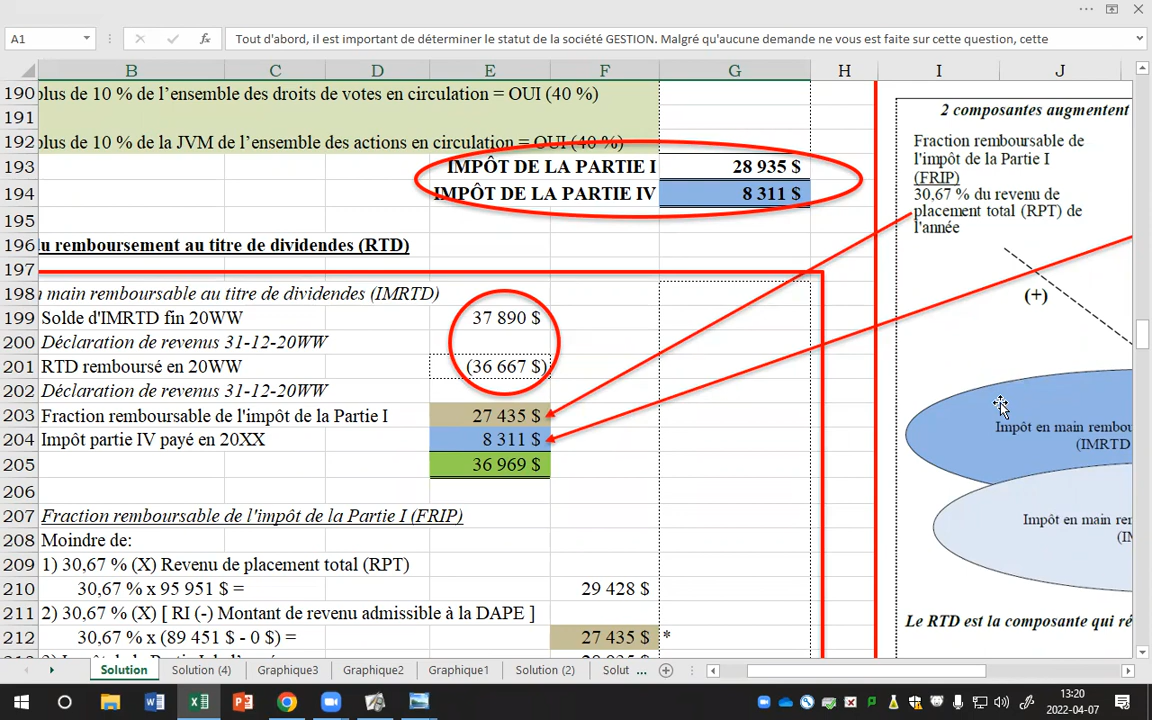 A1
fx
Tout d'abord, il est important de déterminer le statut de la société GESTION. Malgré qu'aucune demande ne vous est faite sur cette question, cette
B C D E F G H I J
190 plus de 10 % de l'ensemble des droits de votes en circulation = OUI (40 %)
191
192 plus de 10 % de la JVM de l'ensemble des actions en circulation = OUI (40 %)
193 IMPÔT DE LA PARTIE I 28 935 $
194 IMPÔT DE LA PARTIE IV 8 311 $
195
196 du remboursement au titre de dividendes (RTD)
197
198 n main remboursable au titre de dividendes (IMRTD)
199 Solde d'IMRTD fin 20WW 37 890 $
200 Déclaration de revenus 31-12-20WW
201 RTD remboursé en 20WW (36 667 $)
202 Déclaration de revenus 31-12-20WW
203 Fraction remboursable de l'impôt de la Partie I 27 435 $
204 Impôt partie IV payé en 20XX 8 311 $
205 36 969 $
206
207 Fraction remboursable de l'impôt de la Partie I (FRIP)
208 Moindre de:
209 1) 30,67 % (X) Revenu de placement total (RPT)
210 30,67 % x 95 951 $ = 29 428 $
211 2) 30,67 % (X) [ RI (-) Montant de revenu admissible à la DAPE ]
212 30,67 % x (89 451 $ - 0 $) = 27 435 $ *
2 composantes augmentent
Fraction remboursable de
l'impôt de la Partie I
(FRIP)
30,67 % du revenu de
placement total (RPT) de
l'année
(+)
Impôt en main rembou
(IMRTD
Impôt en main rem
(IM
Le RTD est la composante qui ré
Solution Solution (4) Graphique3 Graphique2 Graphique1 Solution (2) Solut ...
13:20
2022-04-07